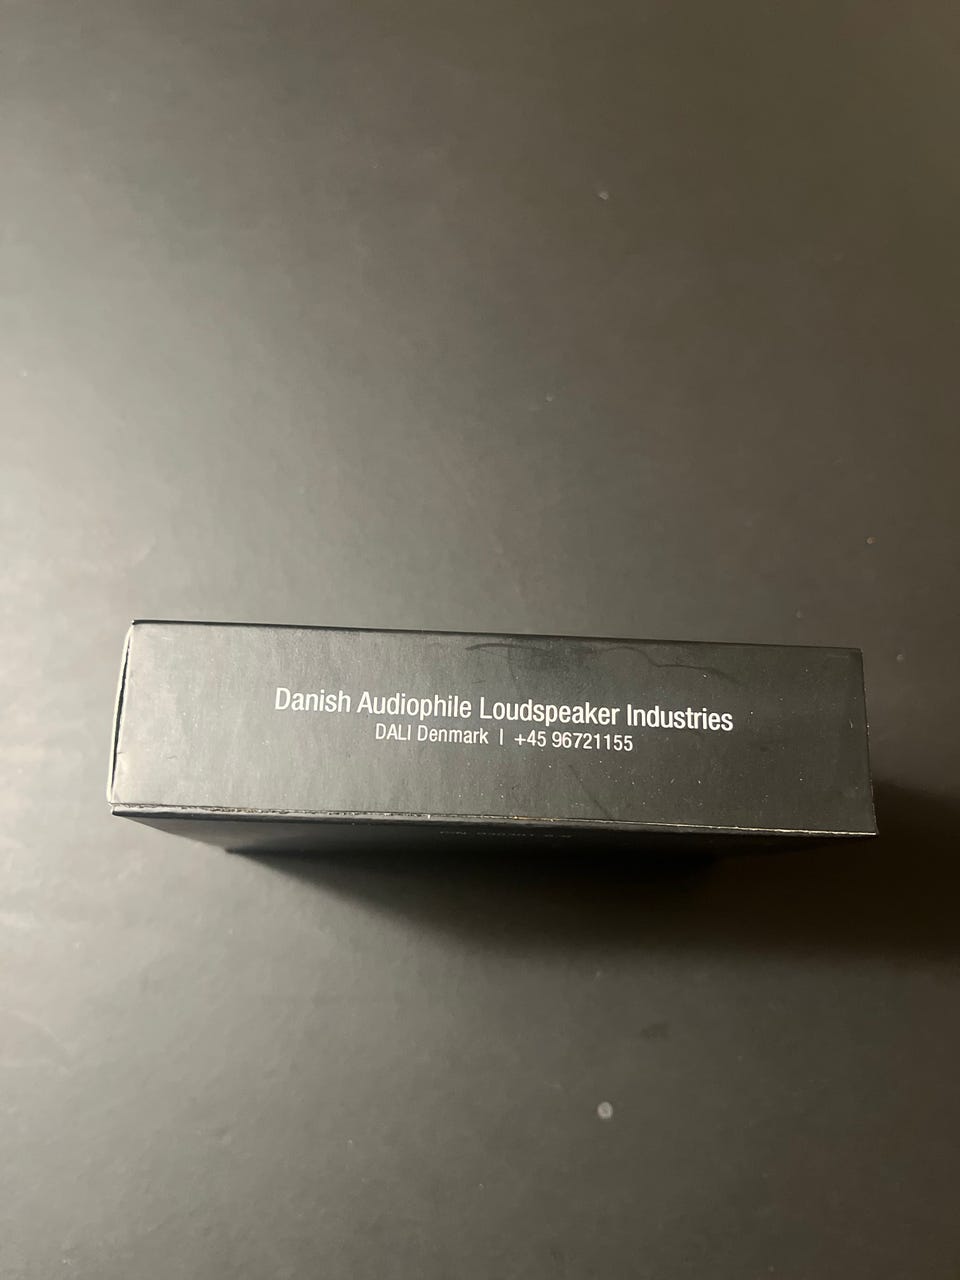 Danish Audiophile Loudspeaker Industries
DALI Denmark | +45 96721155